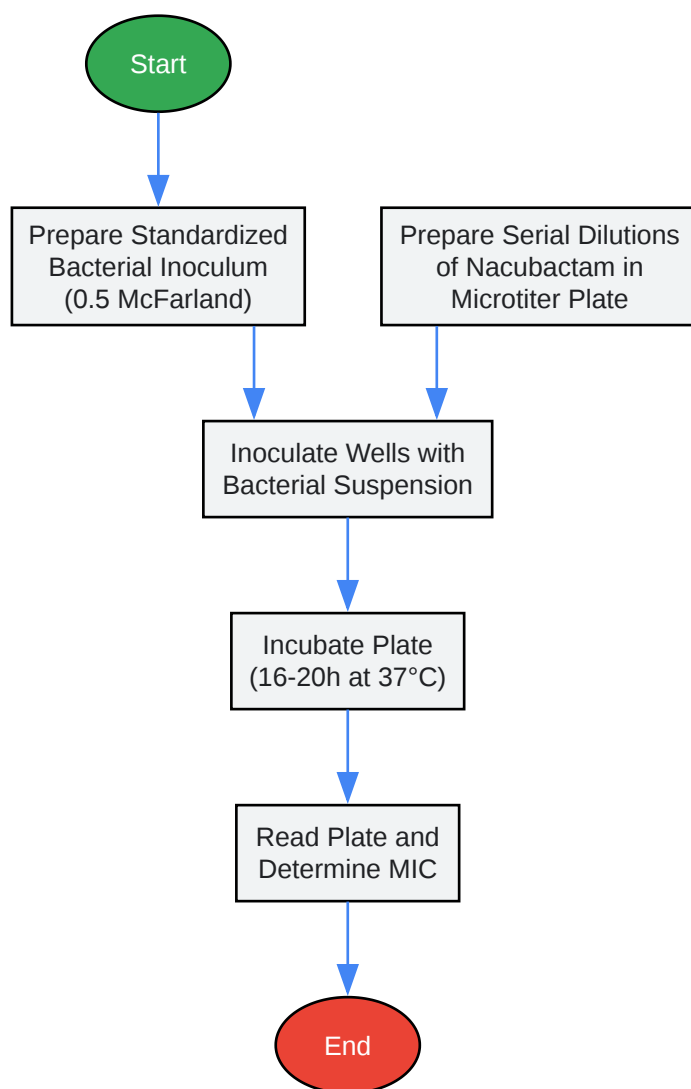 Start
Prepare Standardized
Bacterial Inoculum
(0.5 McFarland)
Prepare Serial Dilutions
of Nacubactam in
Microtiter Plate
Inoculate Wells with
Bacterial Suspension
Incubate Plate
(16-20h at 37°C)
Read Plate and
Determine MIC
End